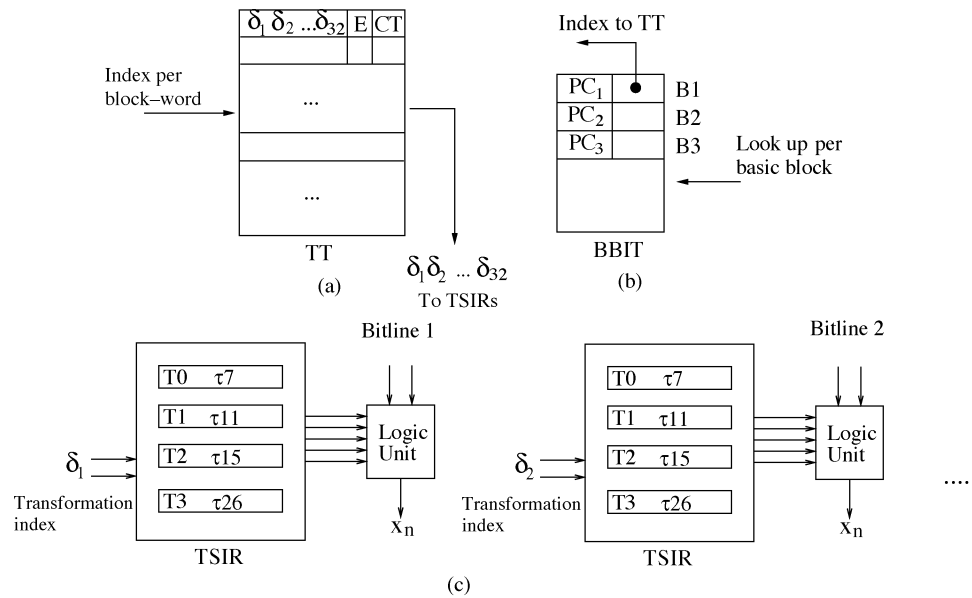 δ1 δ2 ...δ32 E CT
Index per
block–word
...
...
TT
(a)
δ1δ2 ... δ32
To TSIRs
Index to TT
PC1 B1
PC2 B2
PC3 B3
Look up per
basic block
BBIT
(b)
Bitline 1
T0 τ7
T1 τ11
T2 τ15
T3 τ26
Logic
Unit
δ1
Transformation
index
xn
TSIR
Bitline 2
T0 τ7
T1 τ11
T2 τ15
T3 τ26
Logic
Unit
δ2
Transformation
index
xn
TSIR
....
(c)